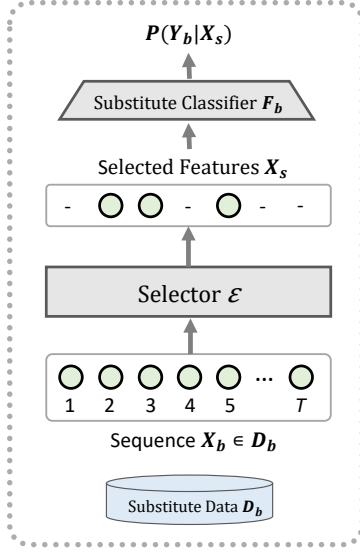 P(Y_b|X_s)
Substitute Classifier F_b
Selected Features X_s
- - - -
Selector ℰ
...
1 2 3 4 5 T
Sequence X_b ∈ D_b
Substitute Data D_b